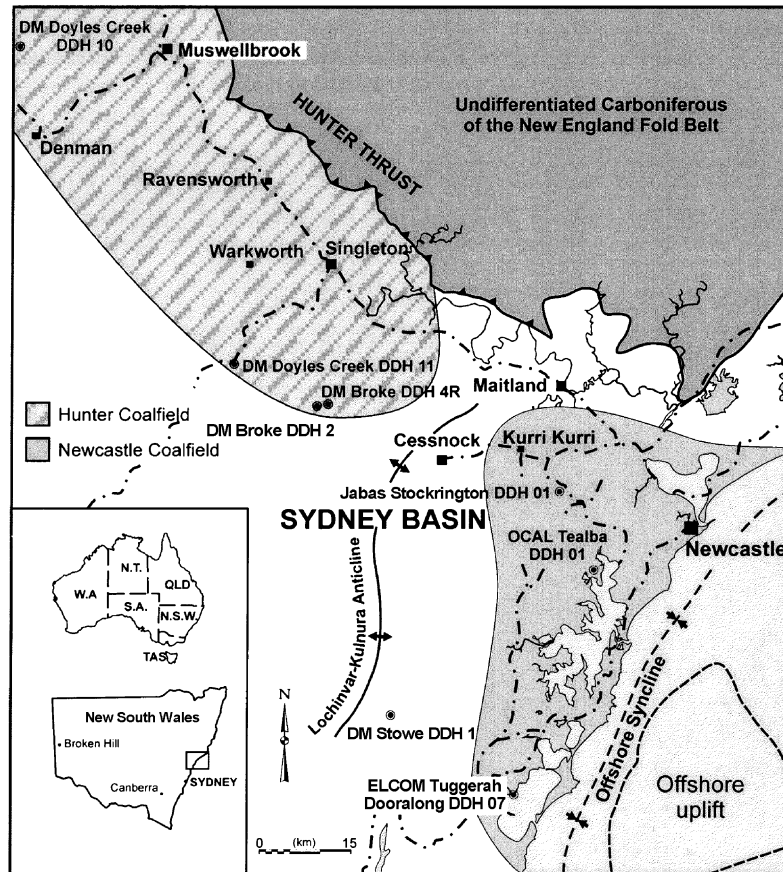 DM Doyles Creek
DDH 10
Muswellbrook
Undifferentiated Carboniferous
of the New England Fold Belt
HUNTER THRUST
Denman
Ravensworth
Warkworth
Singleton
DM Doyles Creek DDH 11
Maitland
DM Broke DDH 4R
Hunter Coalfield
DM Broke DDH 2
Newcastle Coalfield
Cessnock
Kurri Kurri
Jabas Stockrington DDH 01
SYDNEY BASIN
OCAL Tealba
DDH 01
Newcastle
Lochinvar-Kulnura Anticline
W.A
N.T.
QLD
S.A.
N.S.W.
TAS
New South Wales
Broken Hill
Canberra
SYDNEY
N
DM Stowe DDH 1
Offshore Syncline
ELCOM Tuggerah
Dooralong DDH 07
Offshore
uplift
0 (km) 15